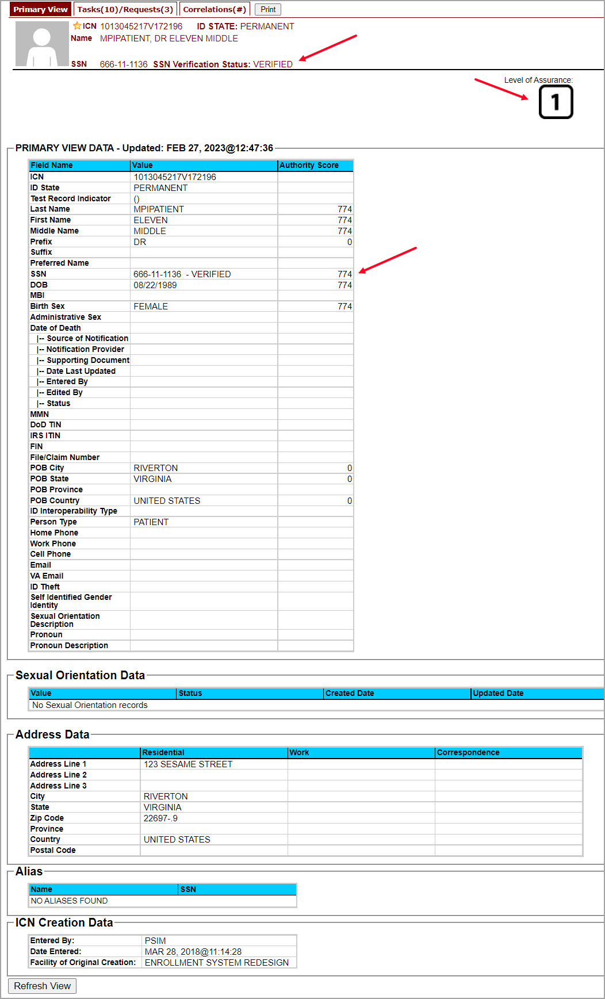 Primary View Tasks(10)/Requests(3) Correlations(#) Print
ICN 1013045217V172196 ID STATE: PERMANENT
Name MPIPATIENT, DR ELEVEN MIDDLE
SSN 666-11-1136 SSN Verification Status: VERIFIED
Level of Assurance:
1
PRIMARY VIEW DATA - Updated: FEB 27, 2023@12:47:36
Field Name Value Authority Score
ICN 1013045217V172196
ID State PERMANENT
Test Record Indicator ()
Last Name MPIPATIENT 774
First Name ELEVEN 774
Middle Name MIDDLE 774
Prefix DR 0
Suffix
Preferred Name
SSN 666-11-1136 - VERIFIED 774
DOB 08/22/1989 774
MBI
Birth Sex FEMALE 774
Administrative Sex
Date of Death
|-- Source of Notification
|-- Notification Provider
|-- Supporting Document
|-- Date Last Updated
|-- Entered By
|-- Edited By
|-- Status
MMN
DoD TIN
IRS ITIN
FIN
File/Claim Number
POB City RIVERTON 0
POB State VIRGINIA 0
POB Province
POB Country UNITED STATES 0
ID Interoperability Type
Person Type PATIENT
Home Phone
Work Phone
Cell Phone
Email
VA Email
ID Theft
Self Identified Gender
Identity
Sexual Orientation
Description
Pronoun
Pronoun Description
Sexual Orientation Data
Value Status Created Date Updated Date
No Sexual Orientation records
Address Data
Residential Work Correspondence
Address Line 1 123 SESAME STREET
Address Line 2
Address Line 3
City RIVERTON
State VIRGINIA
Zip Code 22697-.9
Province
Country UNITED STATES
Postal Code
Alias
Name SSN
NO ALIASES FOUND
ICN Creation Data
Entered By: PSIM
Date Entered: MAR 28, 2018@11:14:28
Facility of Original Creation: ENROLLMENT SYSTEM REDESIGN
Refresh View